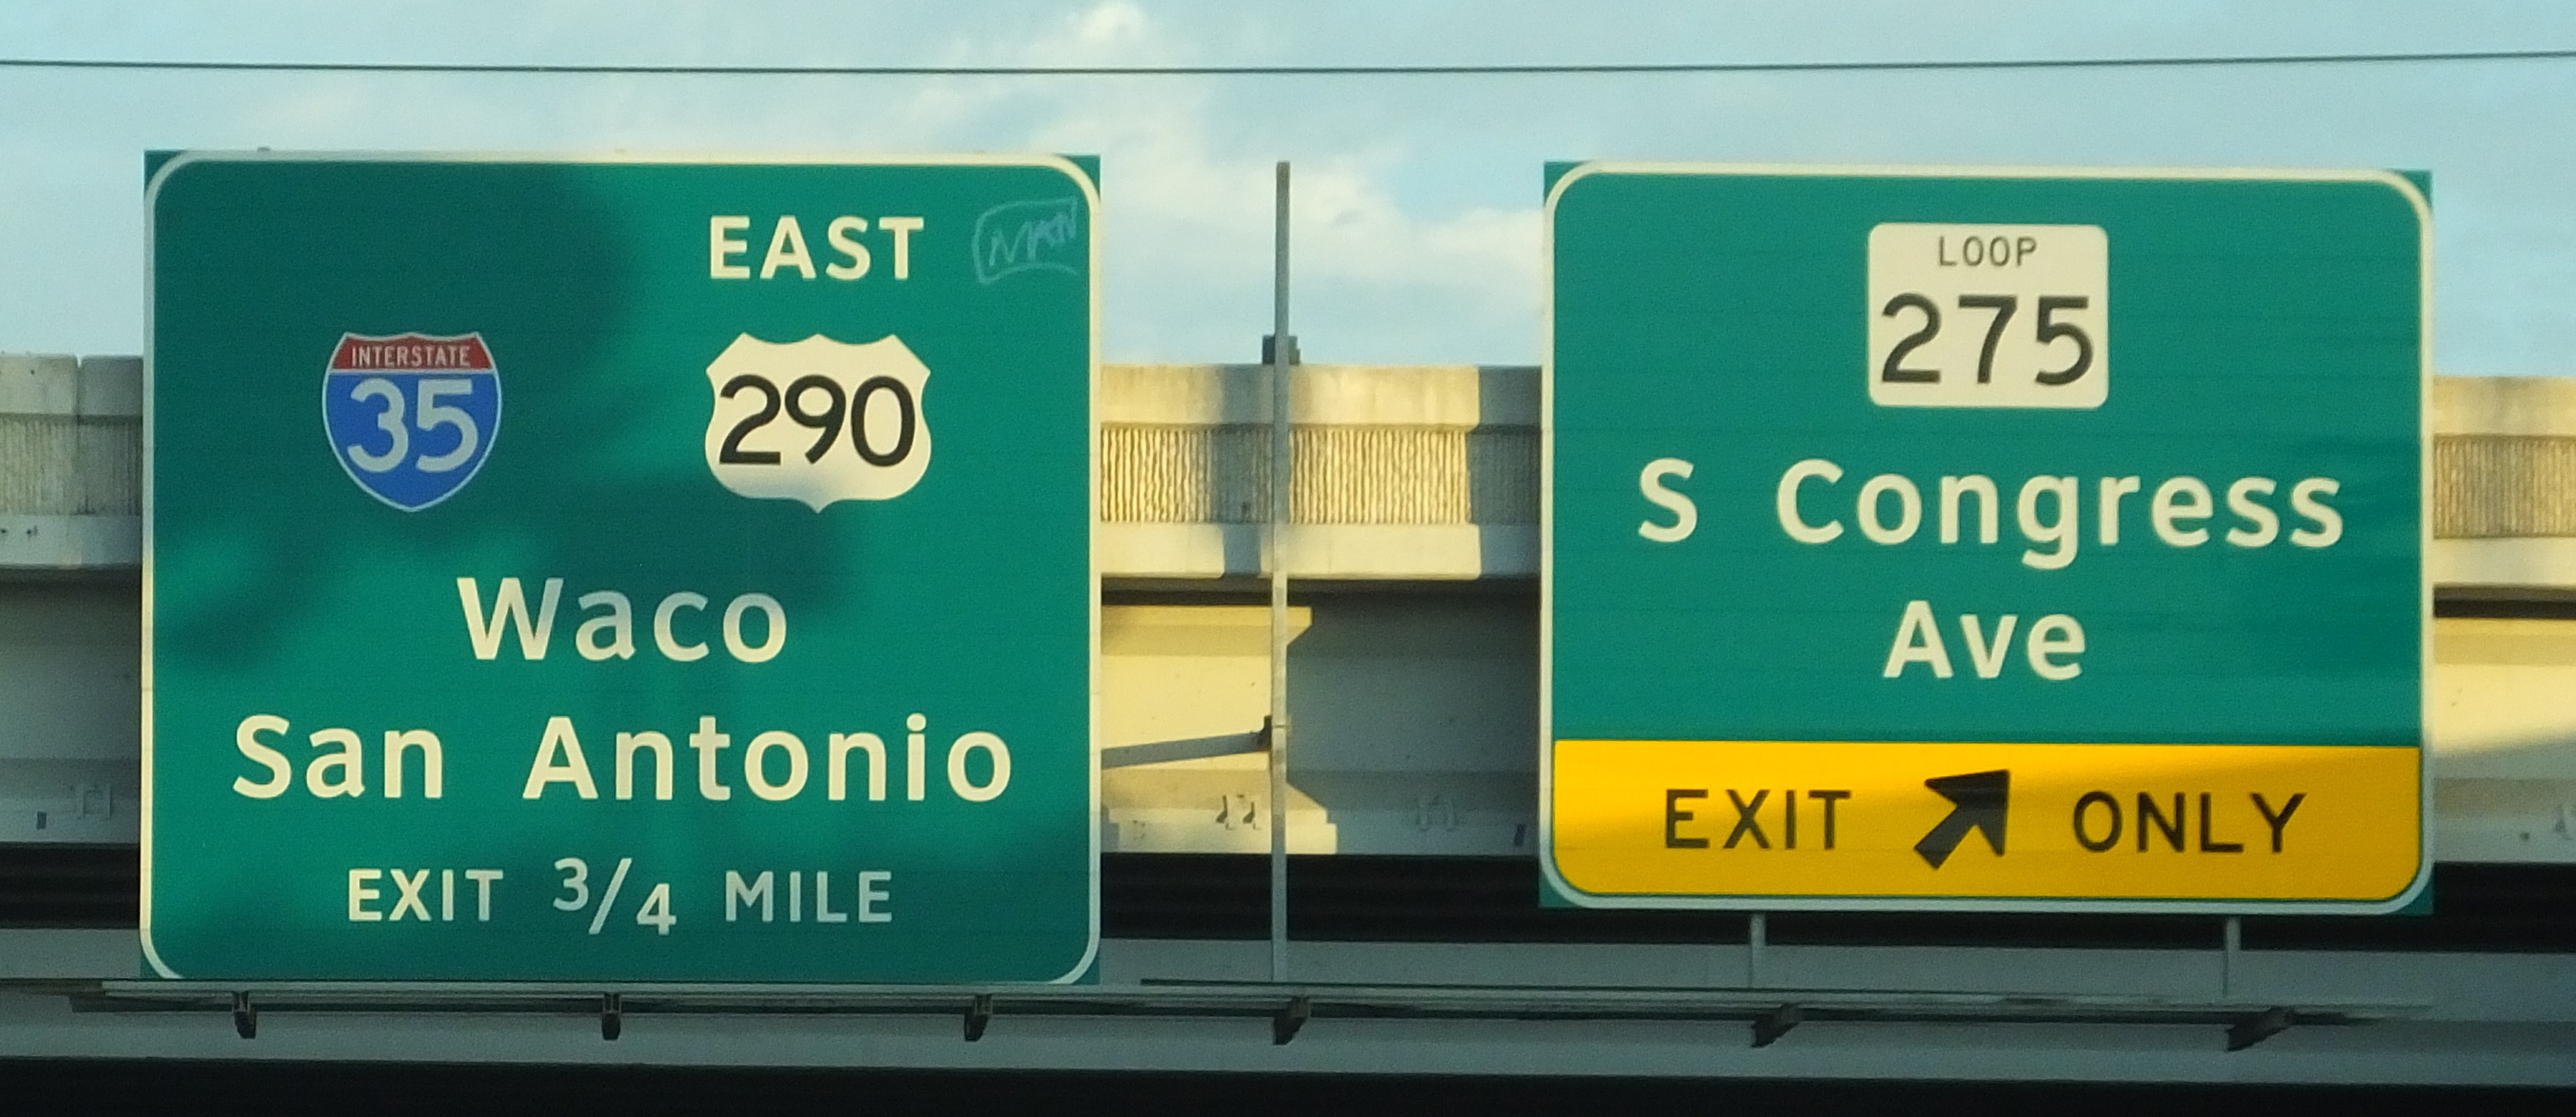 EAST
INTERSTATE
35
290
Waco
San Antonio
EXIT 3/4 MILE
LOOP
275
S Congress
Ave
EXIT ONLY